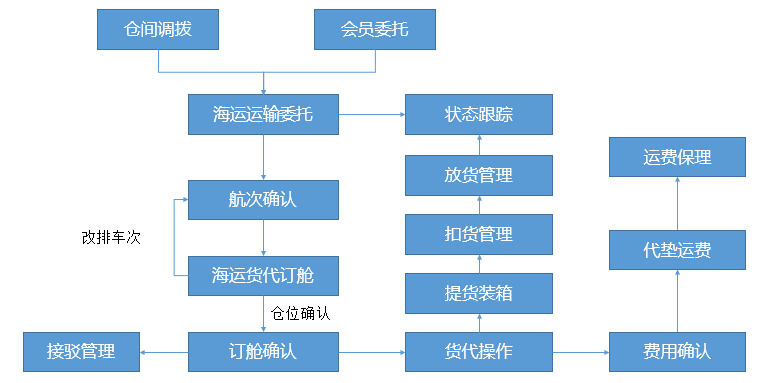 仓间调拨
会员委托
海运运输委托
状态跟踪
运费保理
放货管理
航次确认
扣货管理
改排车次
代垫运费
海运货代订舱
提货装箱
仓位确认
接驳管理
订舱确认
货代操作
费用确认